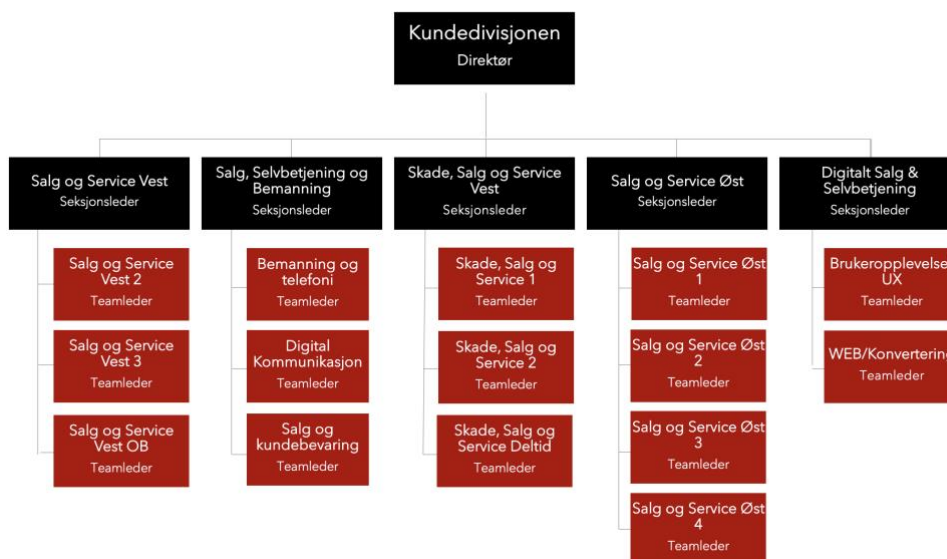 Kundedivisjonen
Direktør
Salg og Service Vest
Seksjonsleder
Salg og Service
Vest 2
Teamleder
Salg og Service
Vest 3
Teamleder
Salg og Service
Vest OB
Teamleder
Salg, Selvbetjening og
Bemanning
Seksjonsleder
Bemanning og
telefoni
Teamleder
Digital
Kommunikasjon
Teamleder
Salg og
kundebevaring
Teamleder
Skade, Salg og Service
Vest
Seksjonsleder
Skade, Salg og
Service 1
Teamleder
Skade, Salg og
Service 2
Teamleder
Skade, Salg og
Service Deltid
Teamleder
Salg og Service Øst
Seksjonsleder
Salg og Service Øst
1
Teamleder
Salg og Service Øst
2
Teamleder
Salg og Service Øst
3
Teamleder
Salg og Service Øst
4
Teamleder
Digitalt Salg &
Selvbetjening
Seksjonsleder
Brukeropplevelse
UX
Teamleder
WEB/Konvertering
Teamleder